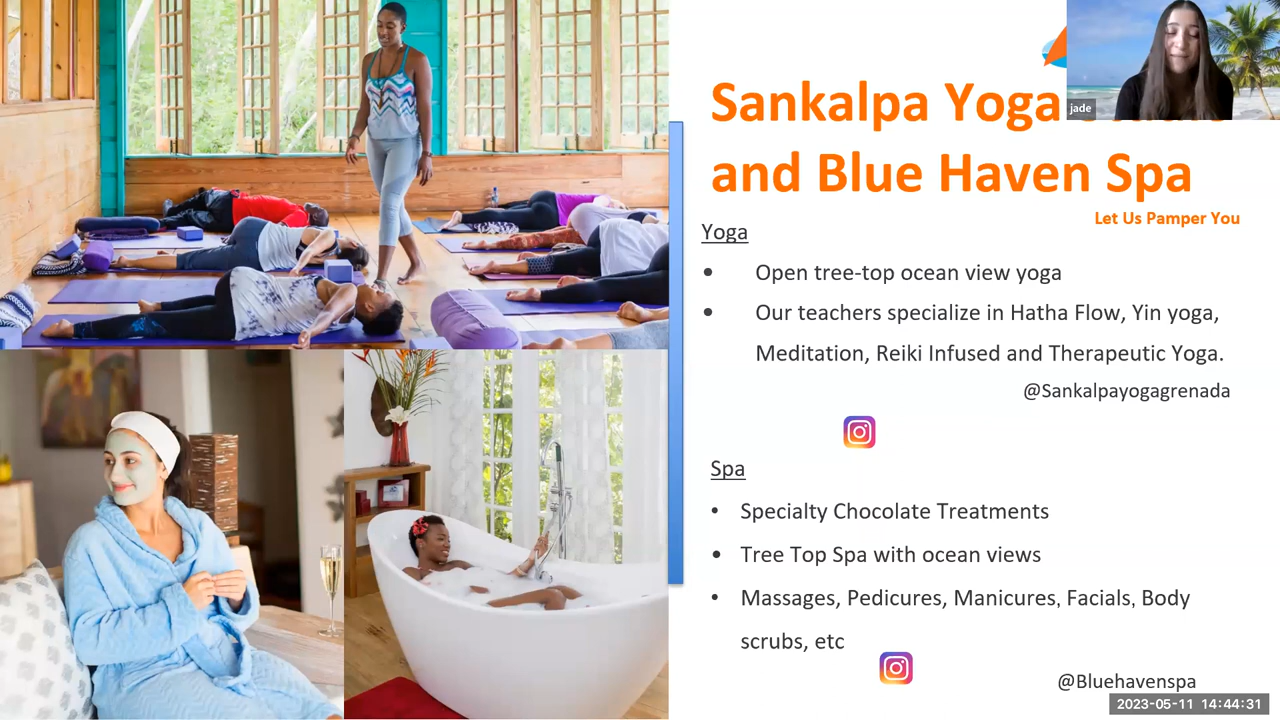 Sankalpa Yoga
and Blue Haven Spa
jade
Let Us Pamper You
Yoga
• Open tree-top ocean view yoga
• Our teachers specialize in Hatha Flow, Yin yoga,
Meditation, Reiki Infused and Therapeutic Yoga.
@Sankalpayogagrenada
Spa
• Specialty Chocolate Treatments
• Tree Top Spa with ocean views
• Massages, Pedicures, Manicures, Facials, Body
scrubs, etc
@Bluehavenspa
2023-05-11 14:44:31